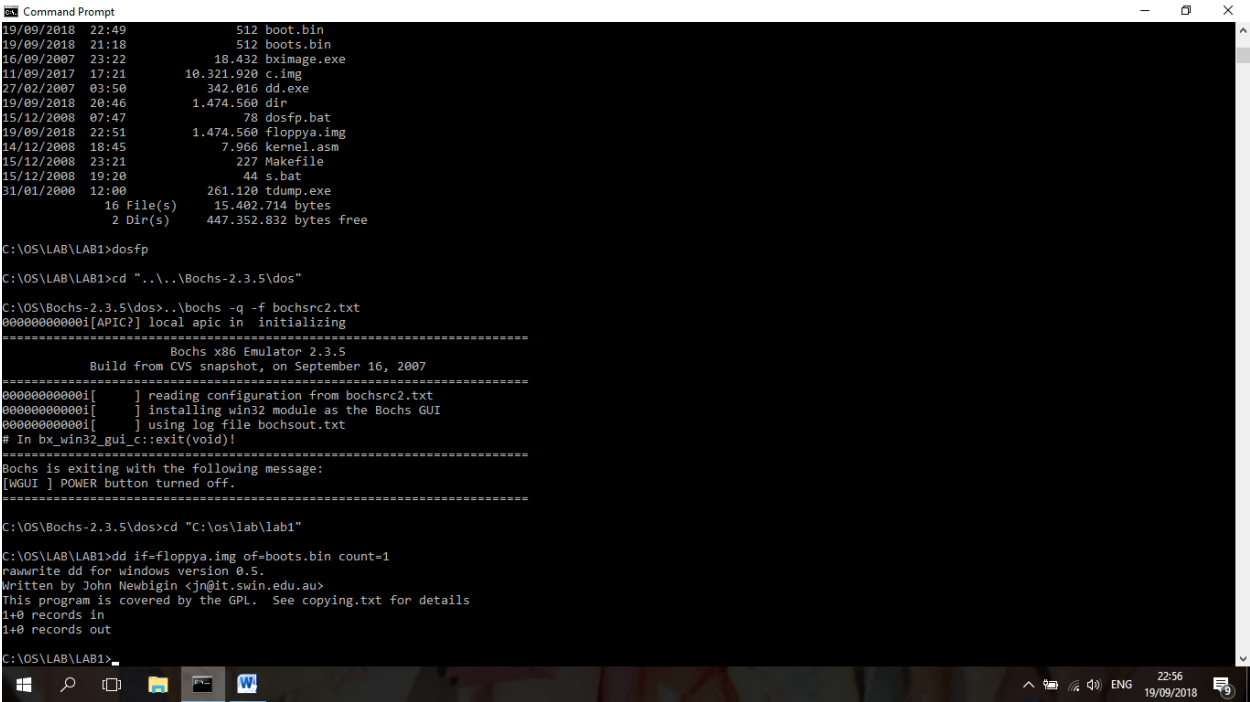 Command Prompt
19/09/2018 22:49 512 boot.bin
19/09/2018 21:18 512 boots.bin
16/09/2007 23:22 18.432 bximage.exe
11/09/2017 17:21 10.321.920 c.img
27/02/2007 03:50 342.016 dd.exe
19/09/2018 20:46 1.474.560 dir
15/12/2008 07:47 78 dosfp.bat
19/09/2018 22:51 1.474.560 floppya.img
14/12/2008 18:45 7.966 kernel.asm
15/12/2008 23:21 227 Makefile
15/12/2008 19:20 44 s.bat
31/01/2000 12:00 261.120 tdump.exe
16 File(s) 15.402.714 bytes
2 Dir(s) 447.352.832 bytes free
C:\OS\LAB\LAB1>dosfp
C:\OS\LAB\LAB1>cd "..\..\Bochs-2.3.5\dos"
C:\OS\Bochs-2.3.5\dos>..\bochs -q -f bochsrc2.txt
00000000000i[APIC?] local apic in  initializing
========================================================================
Bochs x86 Emulator 2.3.5
Build from CVS snapshot, on September 16, 2007
========================================================================
00000000000i[     ] reading configuration from bochsrc2.txt
00000000000i[     ] installing win32 module as the Bochs GUI
00000000000i[     ] using log file bochsout.txt
# In bx_win32_gui_c::exit(void)!
========================================================================
Bochs is exiting with the following message:
[WGUI ] POWER button turned off.
========================================================================
C:\OS\Bochs-2.3.5\dos>cd "C:\os\lab\lab1"
C:\OS\LAB\LAB1>dd if=floppya.img of=boots.bin count=1
rawwrite dd for windows version 0.5.
Written by John Newbigin <jn@it.swin.edu.au>
This program is covered by the GPL.  See copying.txt for details
1+0 records in
1+0 records out
C:\OS\LAB\LAB1>
ENG
22:56
19/09/2018
9